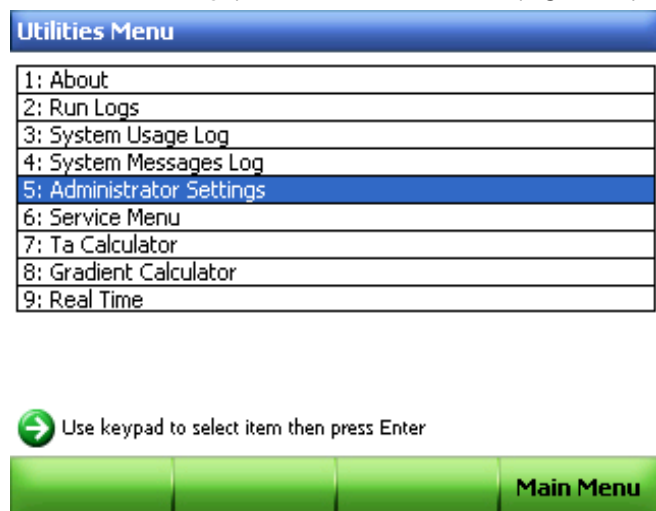 Utilities Menu
1: About
2: Run Logs
3: System Usage Log
4: System Messages Log
5: Administrator Settings
6: Service Menu
7: Ta Calculator
8: Gradient Calculator
9: Real Time
Use keypad to select item then press Enter
Main Menu